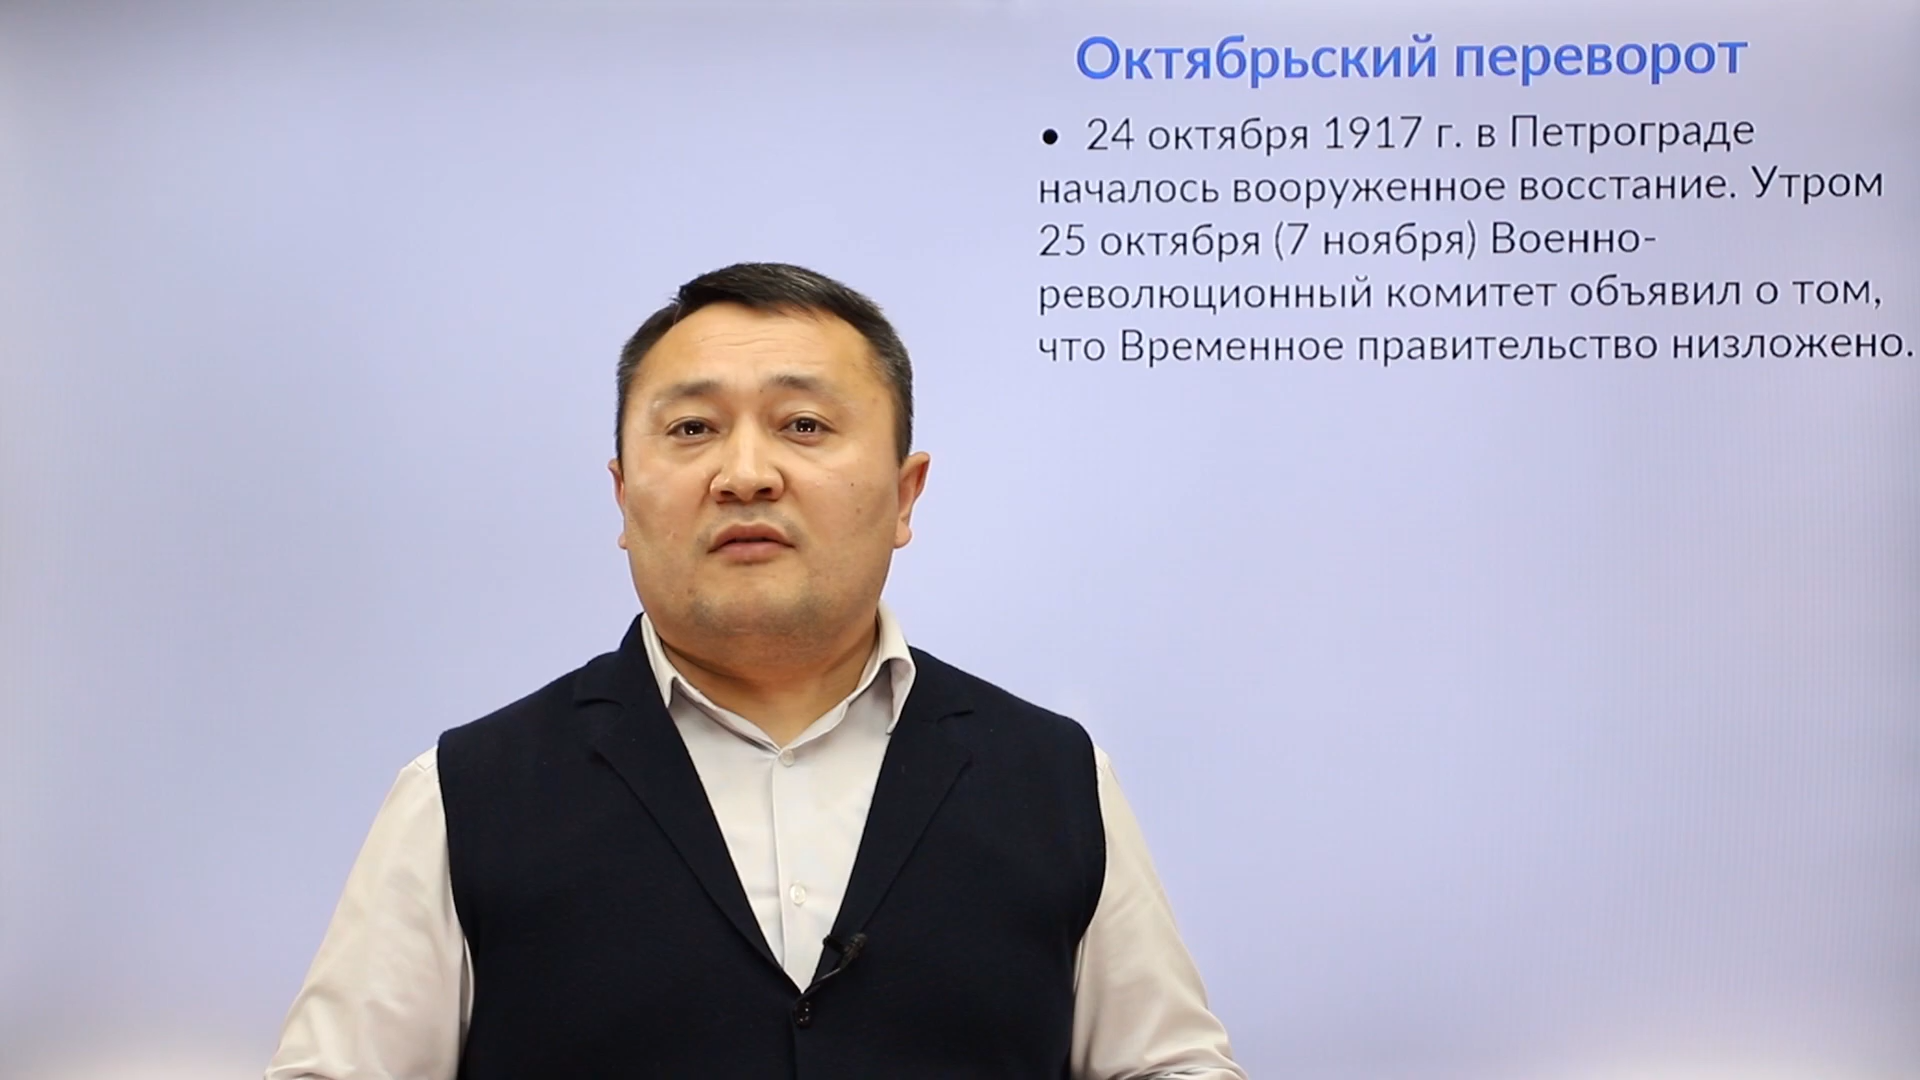 Октябрьский переворот
• 24 октября 1917 г. в Петрограде
началось вооруженное восстание. Утром
25 октября (7 ноября) Военно-
революционный комитет объявил о том,
что Временное правительство низложено.